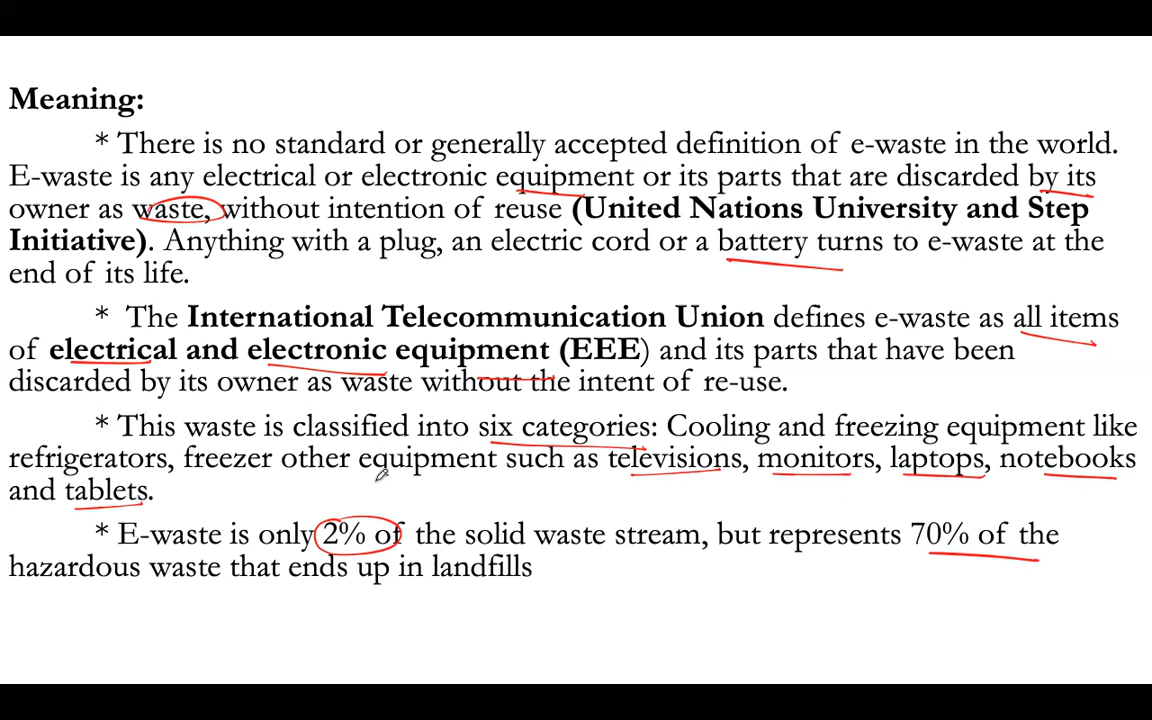 Meaning:
* There is no standard or generally accepted definition of e-waste in the world.
E-waste is any electrical or electronic equipment or its parts that are discarded by its
owner as waste, without intention of reuse (United Nations University and Step
Initiative). Anything with a plug, an electric cord or a battery turns to e-waste at the
end of its life.
* The International Telecommunication Union defines e-waste as all items
of electrical and electronic equipment (EEE) and its parts that have been
discarded by its owner as waste without the intent of re-use.
* This waste is classified into six categories: Cooling and freezing equipment like
refrigerators, freezer other equipment such as televisions, monitors, laptops, notebooks
and tablets.
* E-waste is only 2% of the solid waste stream, but represents 70% of the
hazardous waste that ends up in landfills